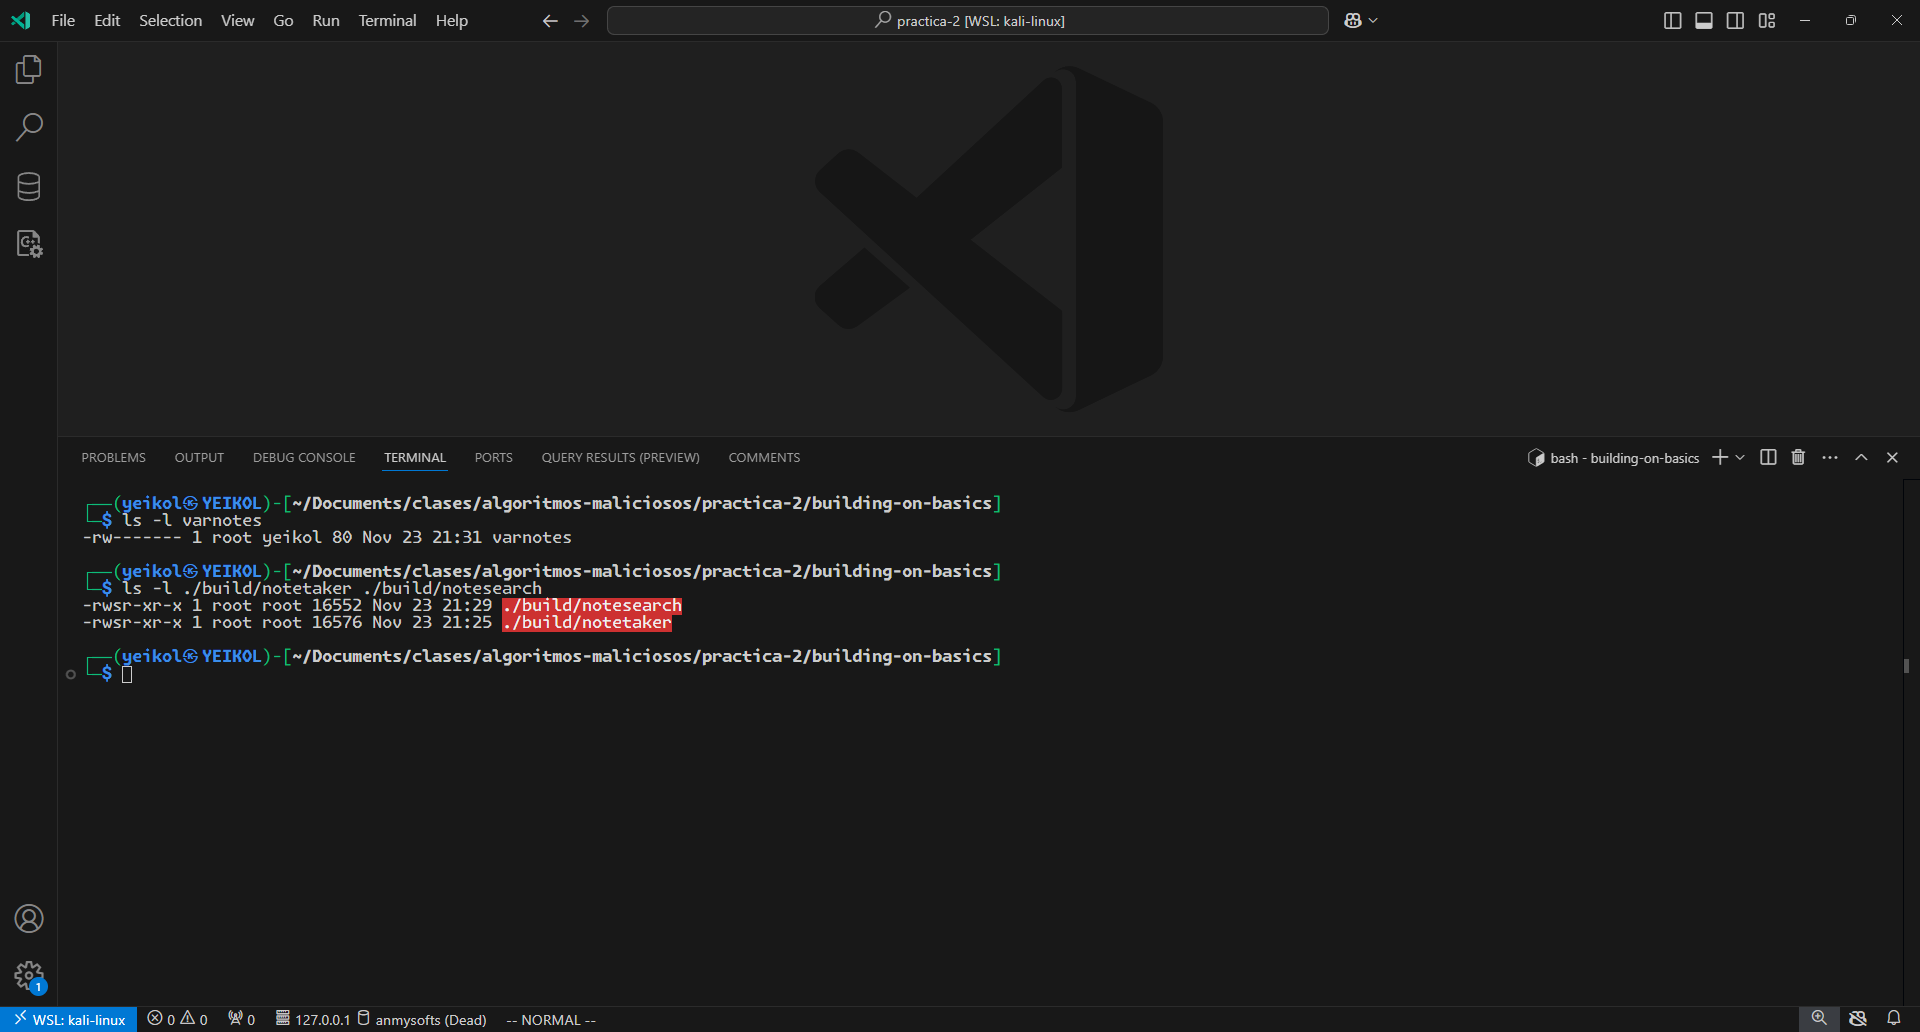 File Edit Selection View Go Run Terminal Help practica-2 [WSL: kali-linux]
PROBLEMS OUTPUT DEBUG CONSOLE TERMINAL PORTS QUERY RESULTS (PREVIEW) COMMENTS bash - building-on-basics
┌──(yeikol㉿YEIKOL)-[~/Documents/clases/algoritmos-maliciosos/practica-2/building-on-basics]
└─$ ls -l varnotes
-rw------- 1 root yeikol 80 Nov 23 21:31 varnotes
┌──(yeikol㉿YEIKOL)-[~/Documents/clases/algoritmos-maliciosos/practica-2/building-on-basics]
└─$ ls -l ./build/notetaker ./build/notesearch
-rwsr-xr-x 1 root root 16552 Nov 23 21:29 ./build/notesearch
-rwsr-xr-x 1 root root 16576 Nov 23 21:25 ./build/notetaker
┌──(yeikol㉿YEIKOL)-[~/Documents/clases/algoritmos-maliciosos/practica-2/building-on-basics]
└─$
1
WSL: kali-linux 0 0 0 127.0.0.1 anmysofts (Dead) -- NORMAL --